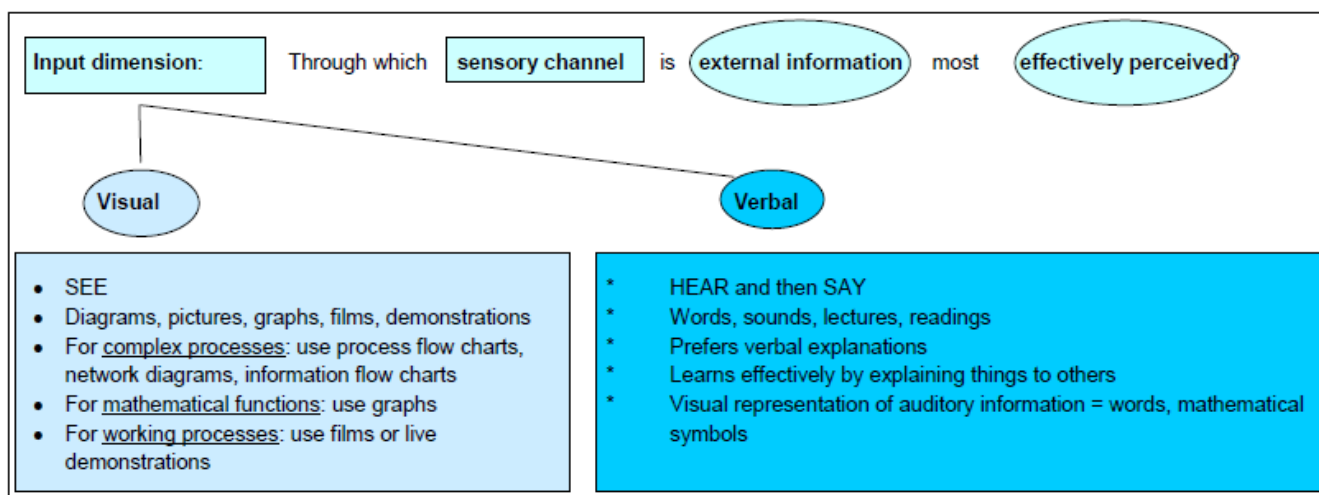 Input dimension: Through which sensory channel is external information most effectively perceived?
Visual
Verbal
• SEE
• Diagrams, pictures, graphs, films, demonstrations
• For complex processes: use process flow charts,
network diagrams, information flow charts
• For mathematical functions: use graphs
• For working processes: use films or live
demonstrations
* HEAR and then SAY
* Words, sounds, lectures, readings
* Prefers verbal explanations
* Learns effectively by explaining things to others
* Visual representation of auditory information = words, mathematical
symbols